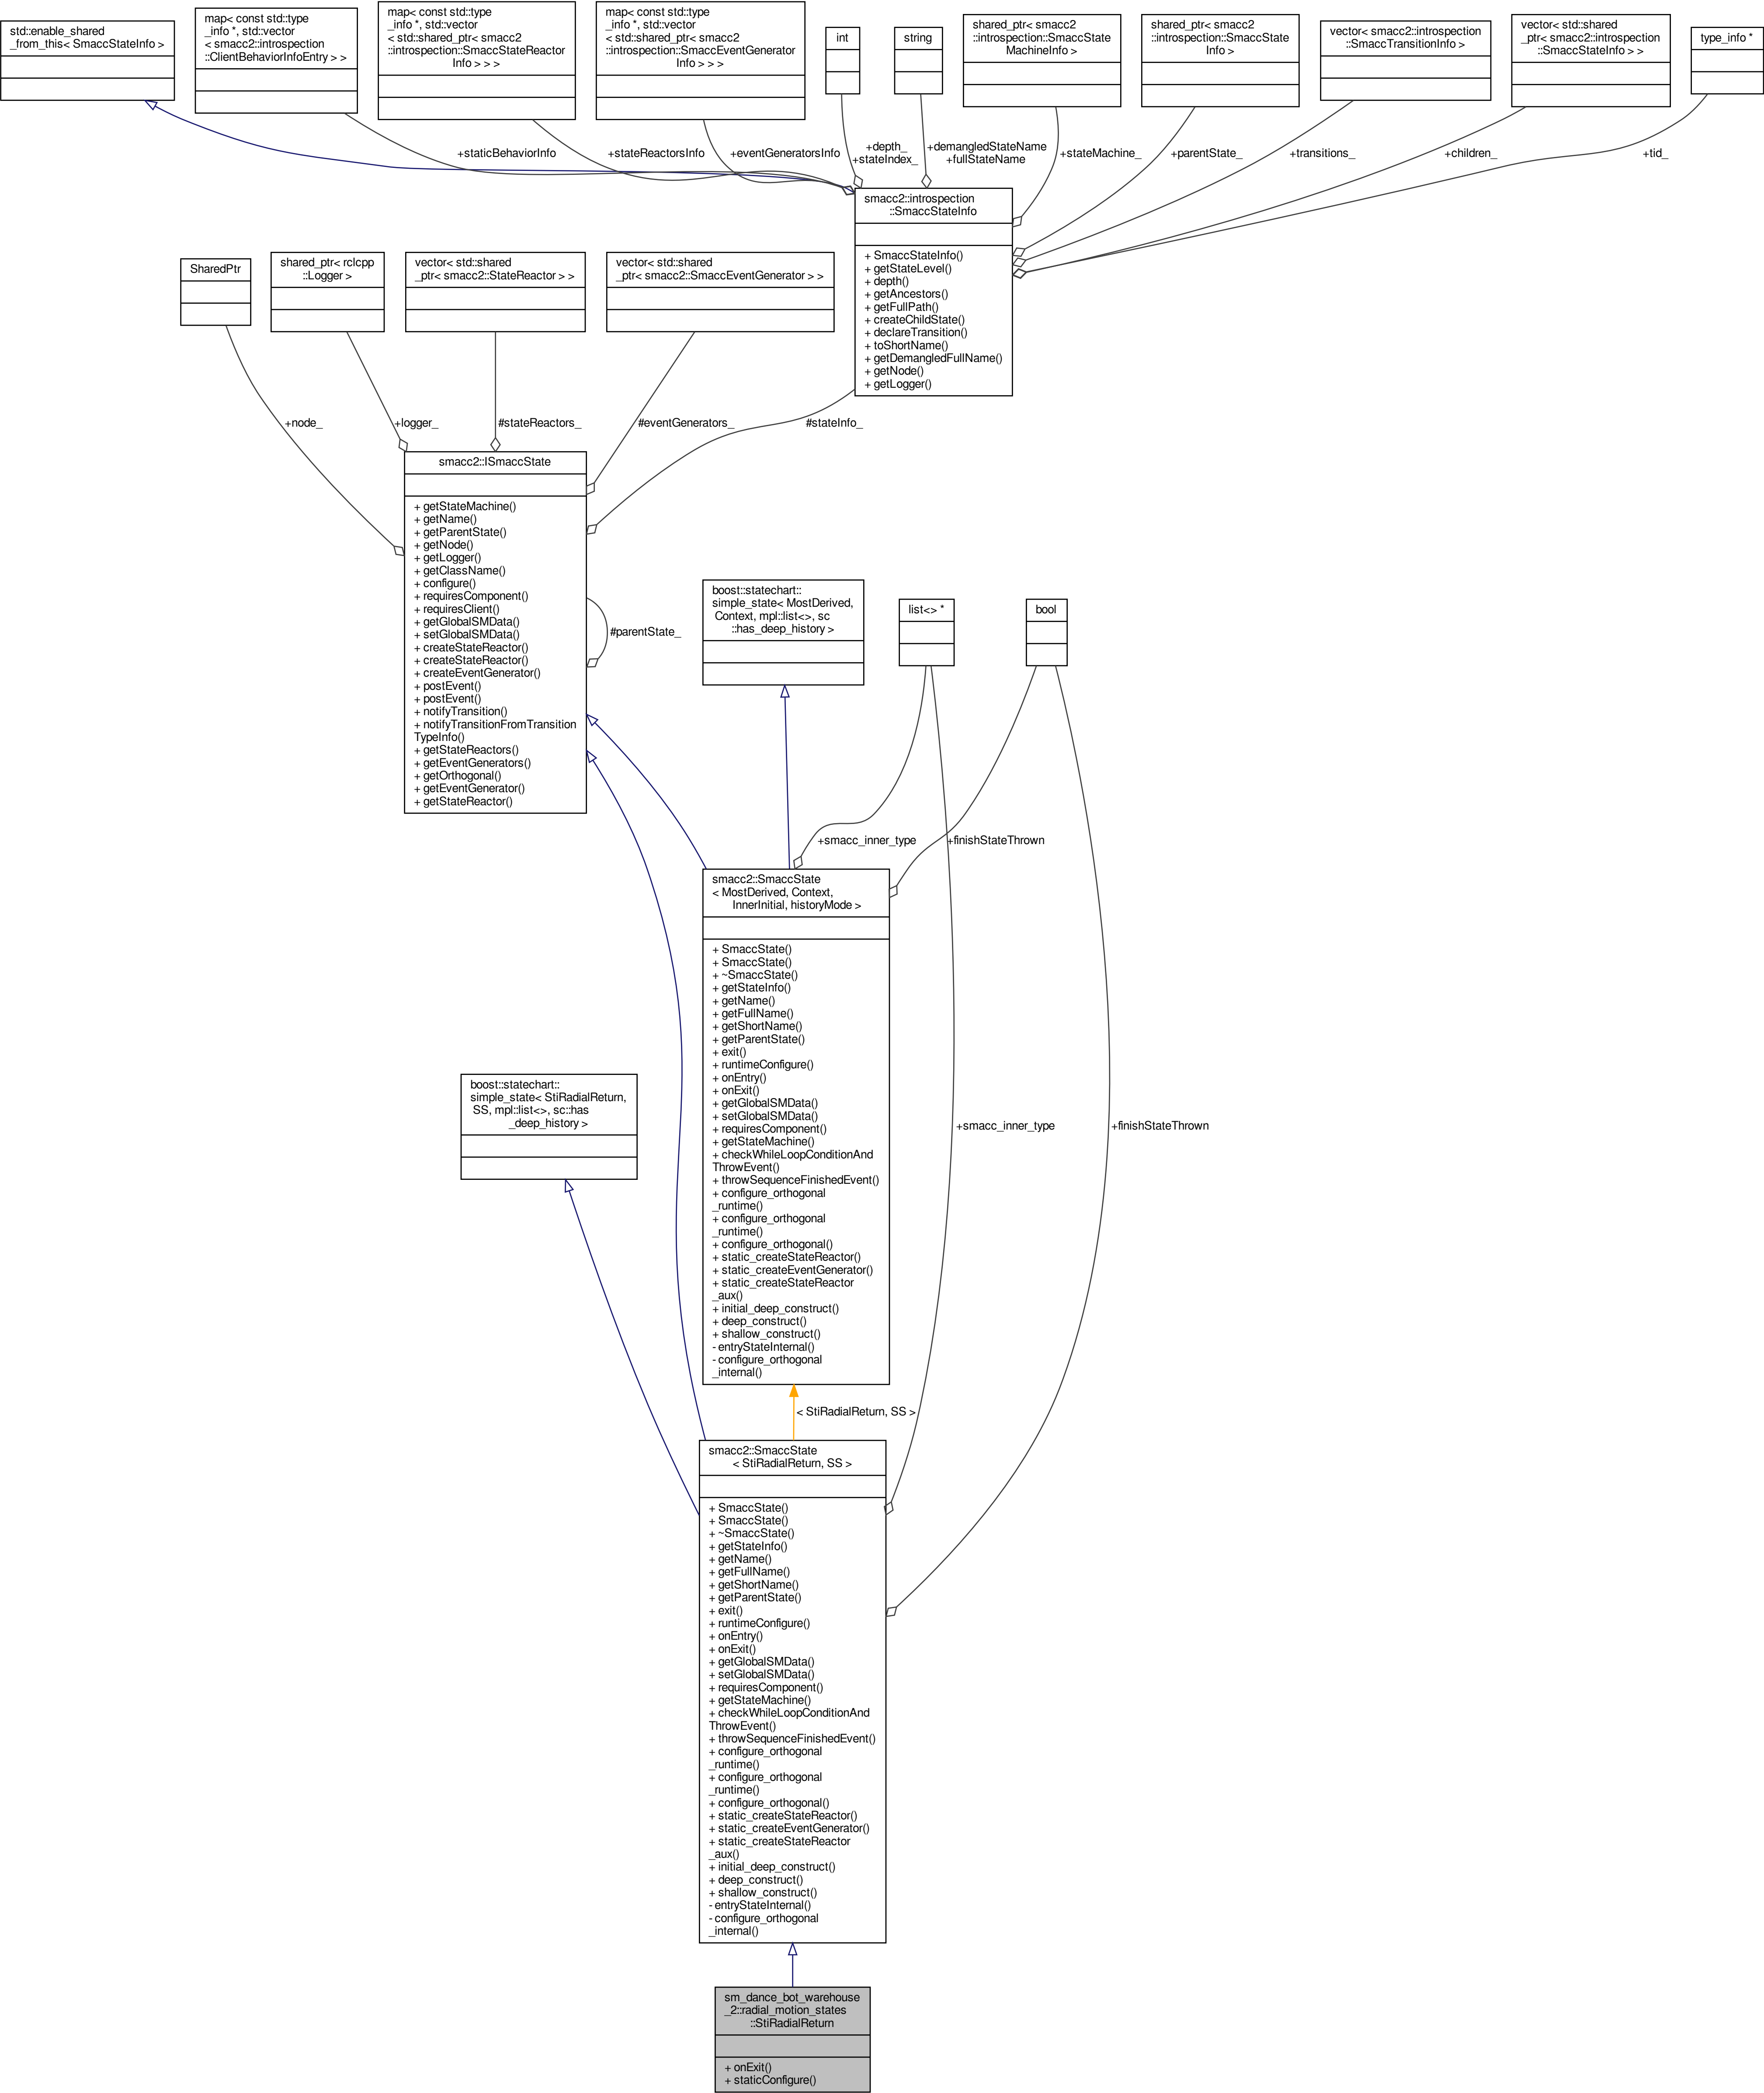 std::enable_shared
_from_this< SmaccStateInfo >
map< const std::type
_info *, std::vector
< smacc2::introspection
::ClientBehaviorInfoEntry > >
map< const std::type
_info *, std::vector
< std::shared_ptr< smacc2
::introspection::SmaccStateReactor
Info > > >
map< const std::type
_info *, std::vector
< std::shared_ptr< smacc2
::introspection::SmaccEventGenerator
Info > > >
int
string
shared_ptr< smacc2
::introspection::SmaccState
MachineInfo >
shared_ptr< smacc2
::introspection::SmaccState
Info >
vector< smacc2::introspection
::SmaccTransitionInfo >
vector< std::shared
_ptr< smacc2::introspection
::SmaccStateInfo > >
type_info *
+staticBehaviorInfo
+stateReactorsInfo
+eventGeneratorsInfo
+depth_
+stateIndex_
+demangledStateName
+fullStateName
+stateMachine_
+parentState_
+transitions_
+children_
+tid_
smacc2::introspection
::SmaccStateInfo
+ SmaccStateInfo()
+ getStateLevel()
+ depth()
+ getAncestors()
+ getFullPath()
+ createChildState()
+ declareTransition()
+ toShortName()
+ getDemangledFullName()
+ getNode()
+ getLogger()
SharedPtr
shared_ptr< rclcpp
::Logger >
vector< std::shared
_ptr< smacc2::StateReactor > >
vector< std::shared
_ptr< smacc2::SmaccEventGenerator > >
+node_
+logger_
#stateReactors_
#eventGenerators_
#stateInfo_
smacc2::ISmaccState
+ getStateMachine()
+ getName()
+ getParentState()
+ getNode()
+ getLogger()
+ getClassName()
+ configure()
+ requiresComponent()
+ requiresClient()
+ getGlobalSMData()
+ setGlobalSMData()
+ createStateReactor()
+ createStateReactor()
+ createEventGenerator()
+ postEvent()
+ postEvent()
+ notifyTransition()
+ notifyTransitionFromTransition
TypeInfo()
+ getStateReactors()
+ getEventGenerators()
+ getOrthogonal()
+ getEventGenerator()
+ getStateReactor()
#parentState_
boost::statechart::
simple_state< MostDerived,
Context, mpl::list<>, sc
::has_deep_history >
list<> *
bool
+smacc_inner_type
+finishStateThrown
smacc2::SmaccState
< MostDerived, Context,
InnerInitial, historyMode >
+ SmaccState()
+ SmaccState()
+ ~SmaccState()
+ getStateInfo()
+ getName()
+ getFullName()
+ getShortName()
+ getParentState()
+ exit()
+ runtimeConfigure()
+ onEntry()
+ onExit()
+ getGlobalSMData()
+ setGlobalSMData()
+ requiresComponent()
+ getStateMachine()
+ checkWhileLoopConditionAnd
ThrowEvent()
+ throwSequenceFinishedEvent()
+ configure_orthogonal
_runtime()
+ configure_orthogonal
_runtime()
+ configure_orthogonal()
+ static_createStateReactor()
+ static_createEventGenerator()
+ static_createStateReactor
_aux()
+ initial_deep_construct()
+ deep_construct()
+ shallow_construct()
- entryStateInternal()
- configure_orthogonal
_internal()
boost::statechart::
simple_state< StiRadialReturn,
SS, mpl::list<>, sc::has
_deep_history >
+smacc_inner_type
+finishStateThrown
< StiRadialReturn, SS >
smacc2::SmaccState
< StiRadialReturn, SS >
+ SmaccState()
+ SmaccState()
+ ~SmaccState()
+ getStateInfo()
+ getName()
+ getFullName()
+ getShortName()
+ getParentState()
+ exit()
+ runtimeConfigure()
+ onEntry()
+ onExit()
+ getGlobalSMData()
+ setGlobalSMData()
+ requiresComponent()
+ getStateMachine()
+ checkWhileLoopConditionAnd
ThrowEvent()
+ throwSequenceFinishedEvent()
+ configure_orthogonal
_runtime()
+ configure_orthogonal
_runtime()
+ configure_orthogonal()
+ static_createStateReactor()
+ static_createEventGenerator()
+ static_createStateReactor
_aux()
+ initial_deep_construct()
+ deep_construct()
+ shallow_construct()
- entryStateInternal()
- configure_orthogonal
_internal()
sm_dance_bot_warehouse
_2::radial_motion_states
::StiRadialReturn
+ onExit()
+ staticConfigure()